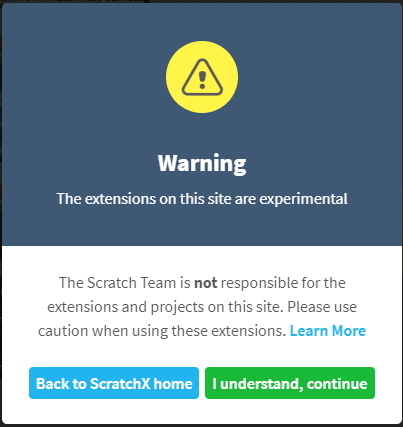 Warning
The extensions on this site are experimental
The Scratch Team is not responsible for the
extensions and projects on this site. Please use
caution when using these extensions. Learn More
Back to ScratchX home
I understand, continue